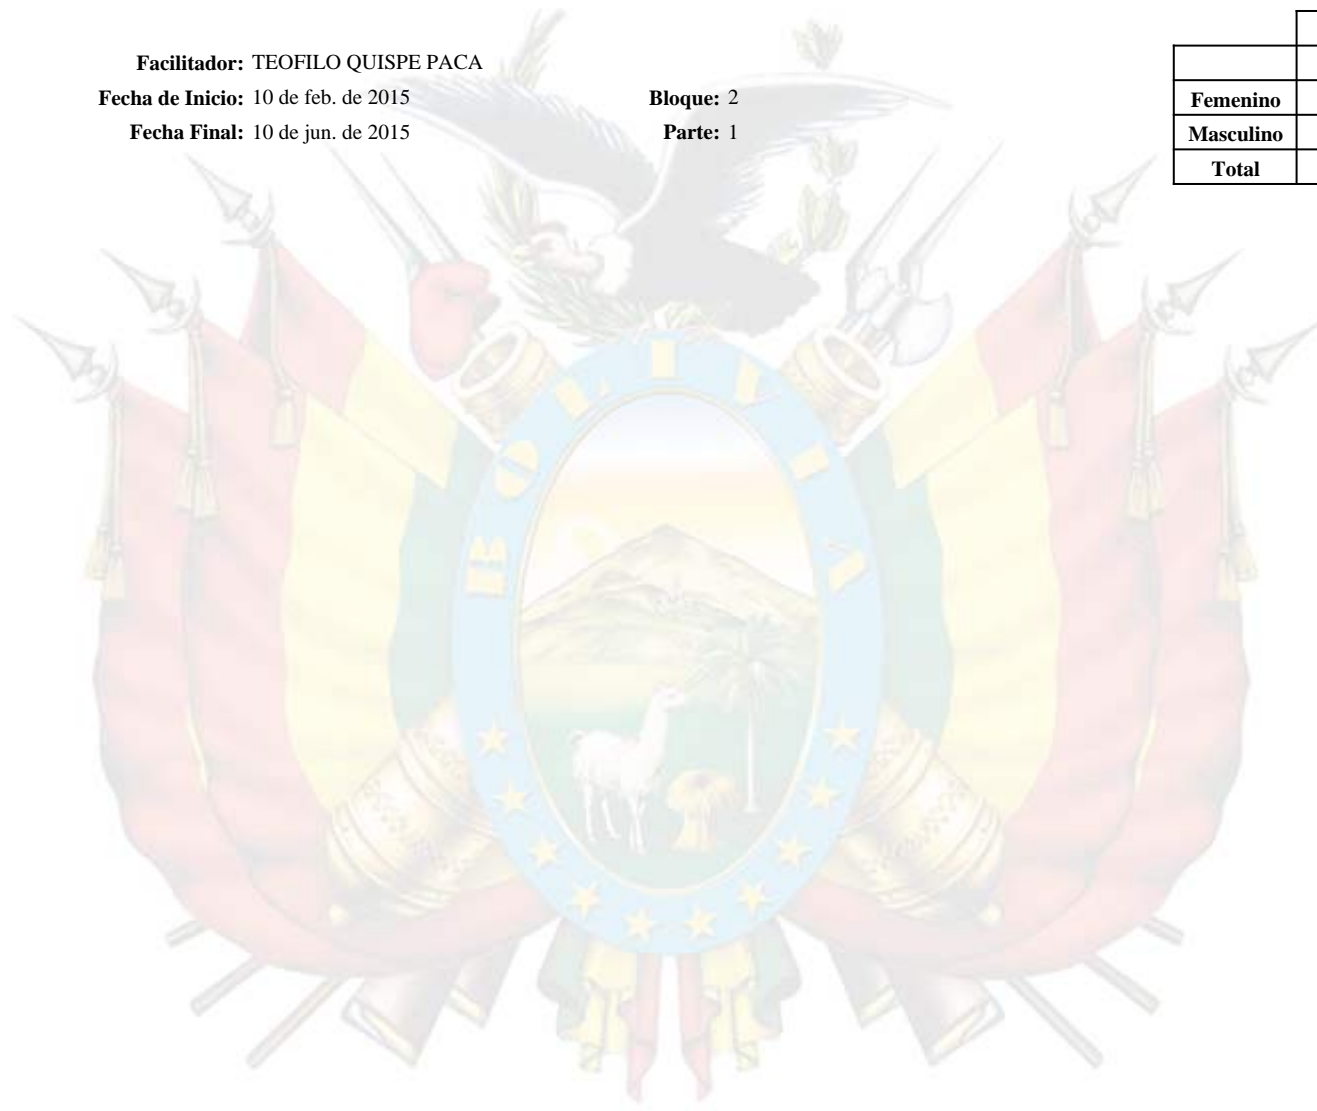 Facilitador: TEOFILO QUISPE PACA
Fecha de Inicio: 10 de feb. de 2015
Bloque: 2
Fecha Final: 10 de jun. de 2015
Parte: 1
Femenino
Masculino
Total
BOLIVIA